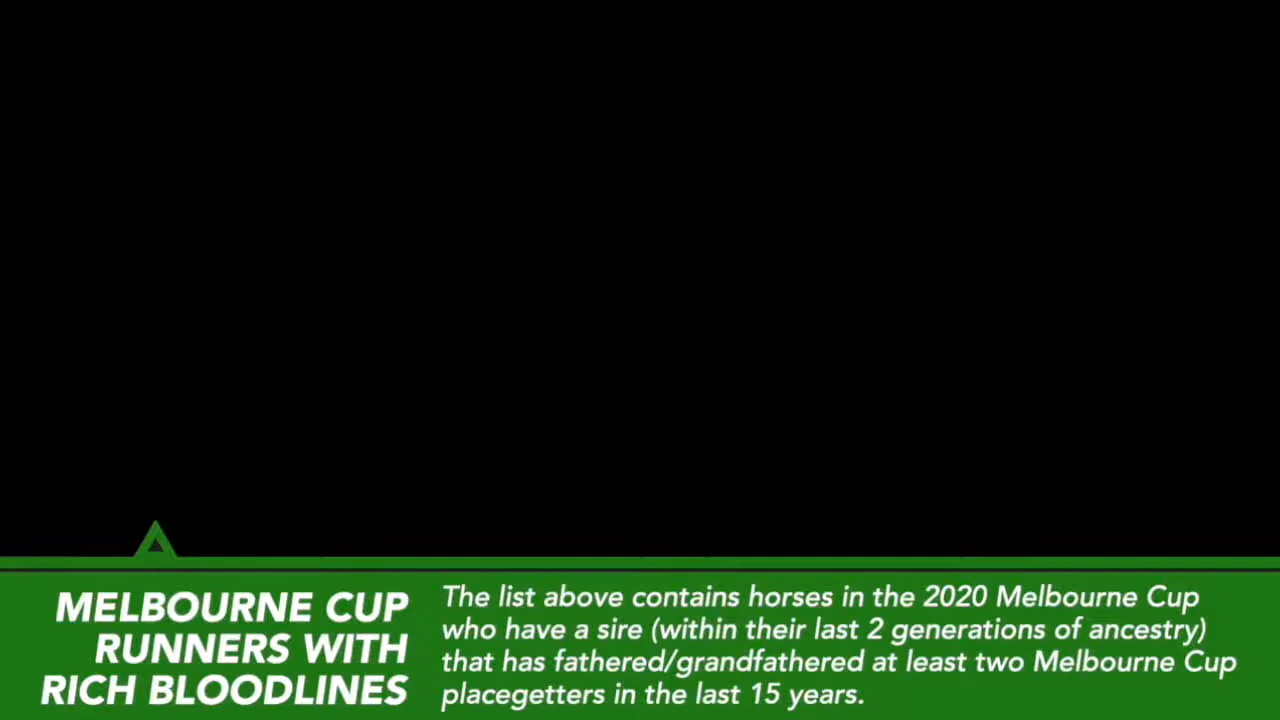 MELBOURNE CUP
RUNNERS WITH
RICH BLOODLINES
The list above contains horses in the 2020 Melbourne Cup
who have a sire (within their last 2 generations of ancestry)
that has fathered/grandfathered at least two Melbourne Cup
placegetters in the last 15 years.